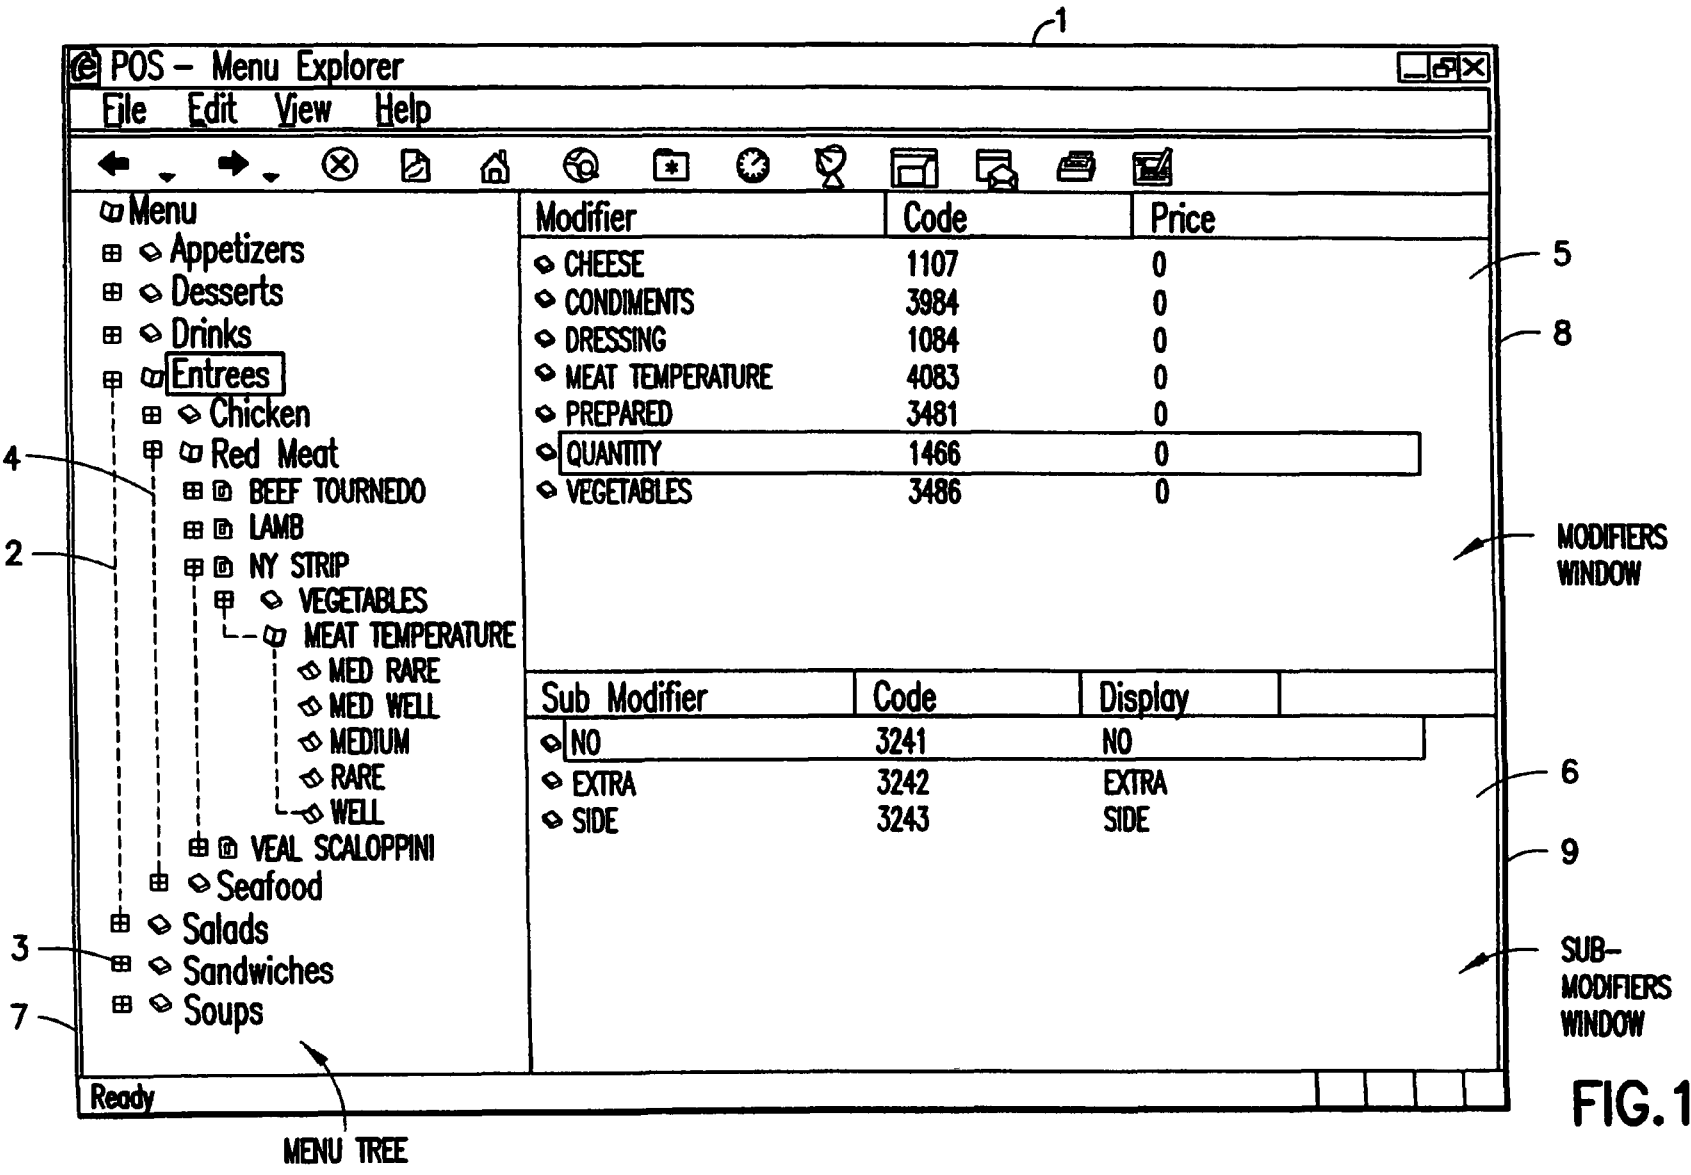 1
POS – Menu Explorer
File Edit View Help
Menu
Appetizers
Desserts
Drinks
Entrees
Chicken
Red Meat
BEEF TOURNEDO
LAMB
NY STRIP
VEGETABLES
MEAT TEMPERATURE
MED RARE
MED WELL
MEDIUM
RARE
WELL
VEAL SCALOPPINI
Seafood
Salads
Sandwiches
Soups
4
2
3
7
Modifier Code Price
CHEESE 1107 0
CONDIMENTS 3984 0
DRESSING 1084 0
MEAT TEMPERATURE 4083 0
PREPARED 3481 0
QUANTITY 1466 0
VEGETABLES 3486 0
5
8
MODIFIERS
WINDOW
Sub Modifier Code Display
NO 3241 NO
EXTRA 3242 EXTRA
SIDE 3243 SIDE
6
9
SUB–
MODIFIERS
WINDOW
Ready
MENU TREE
FIG.1